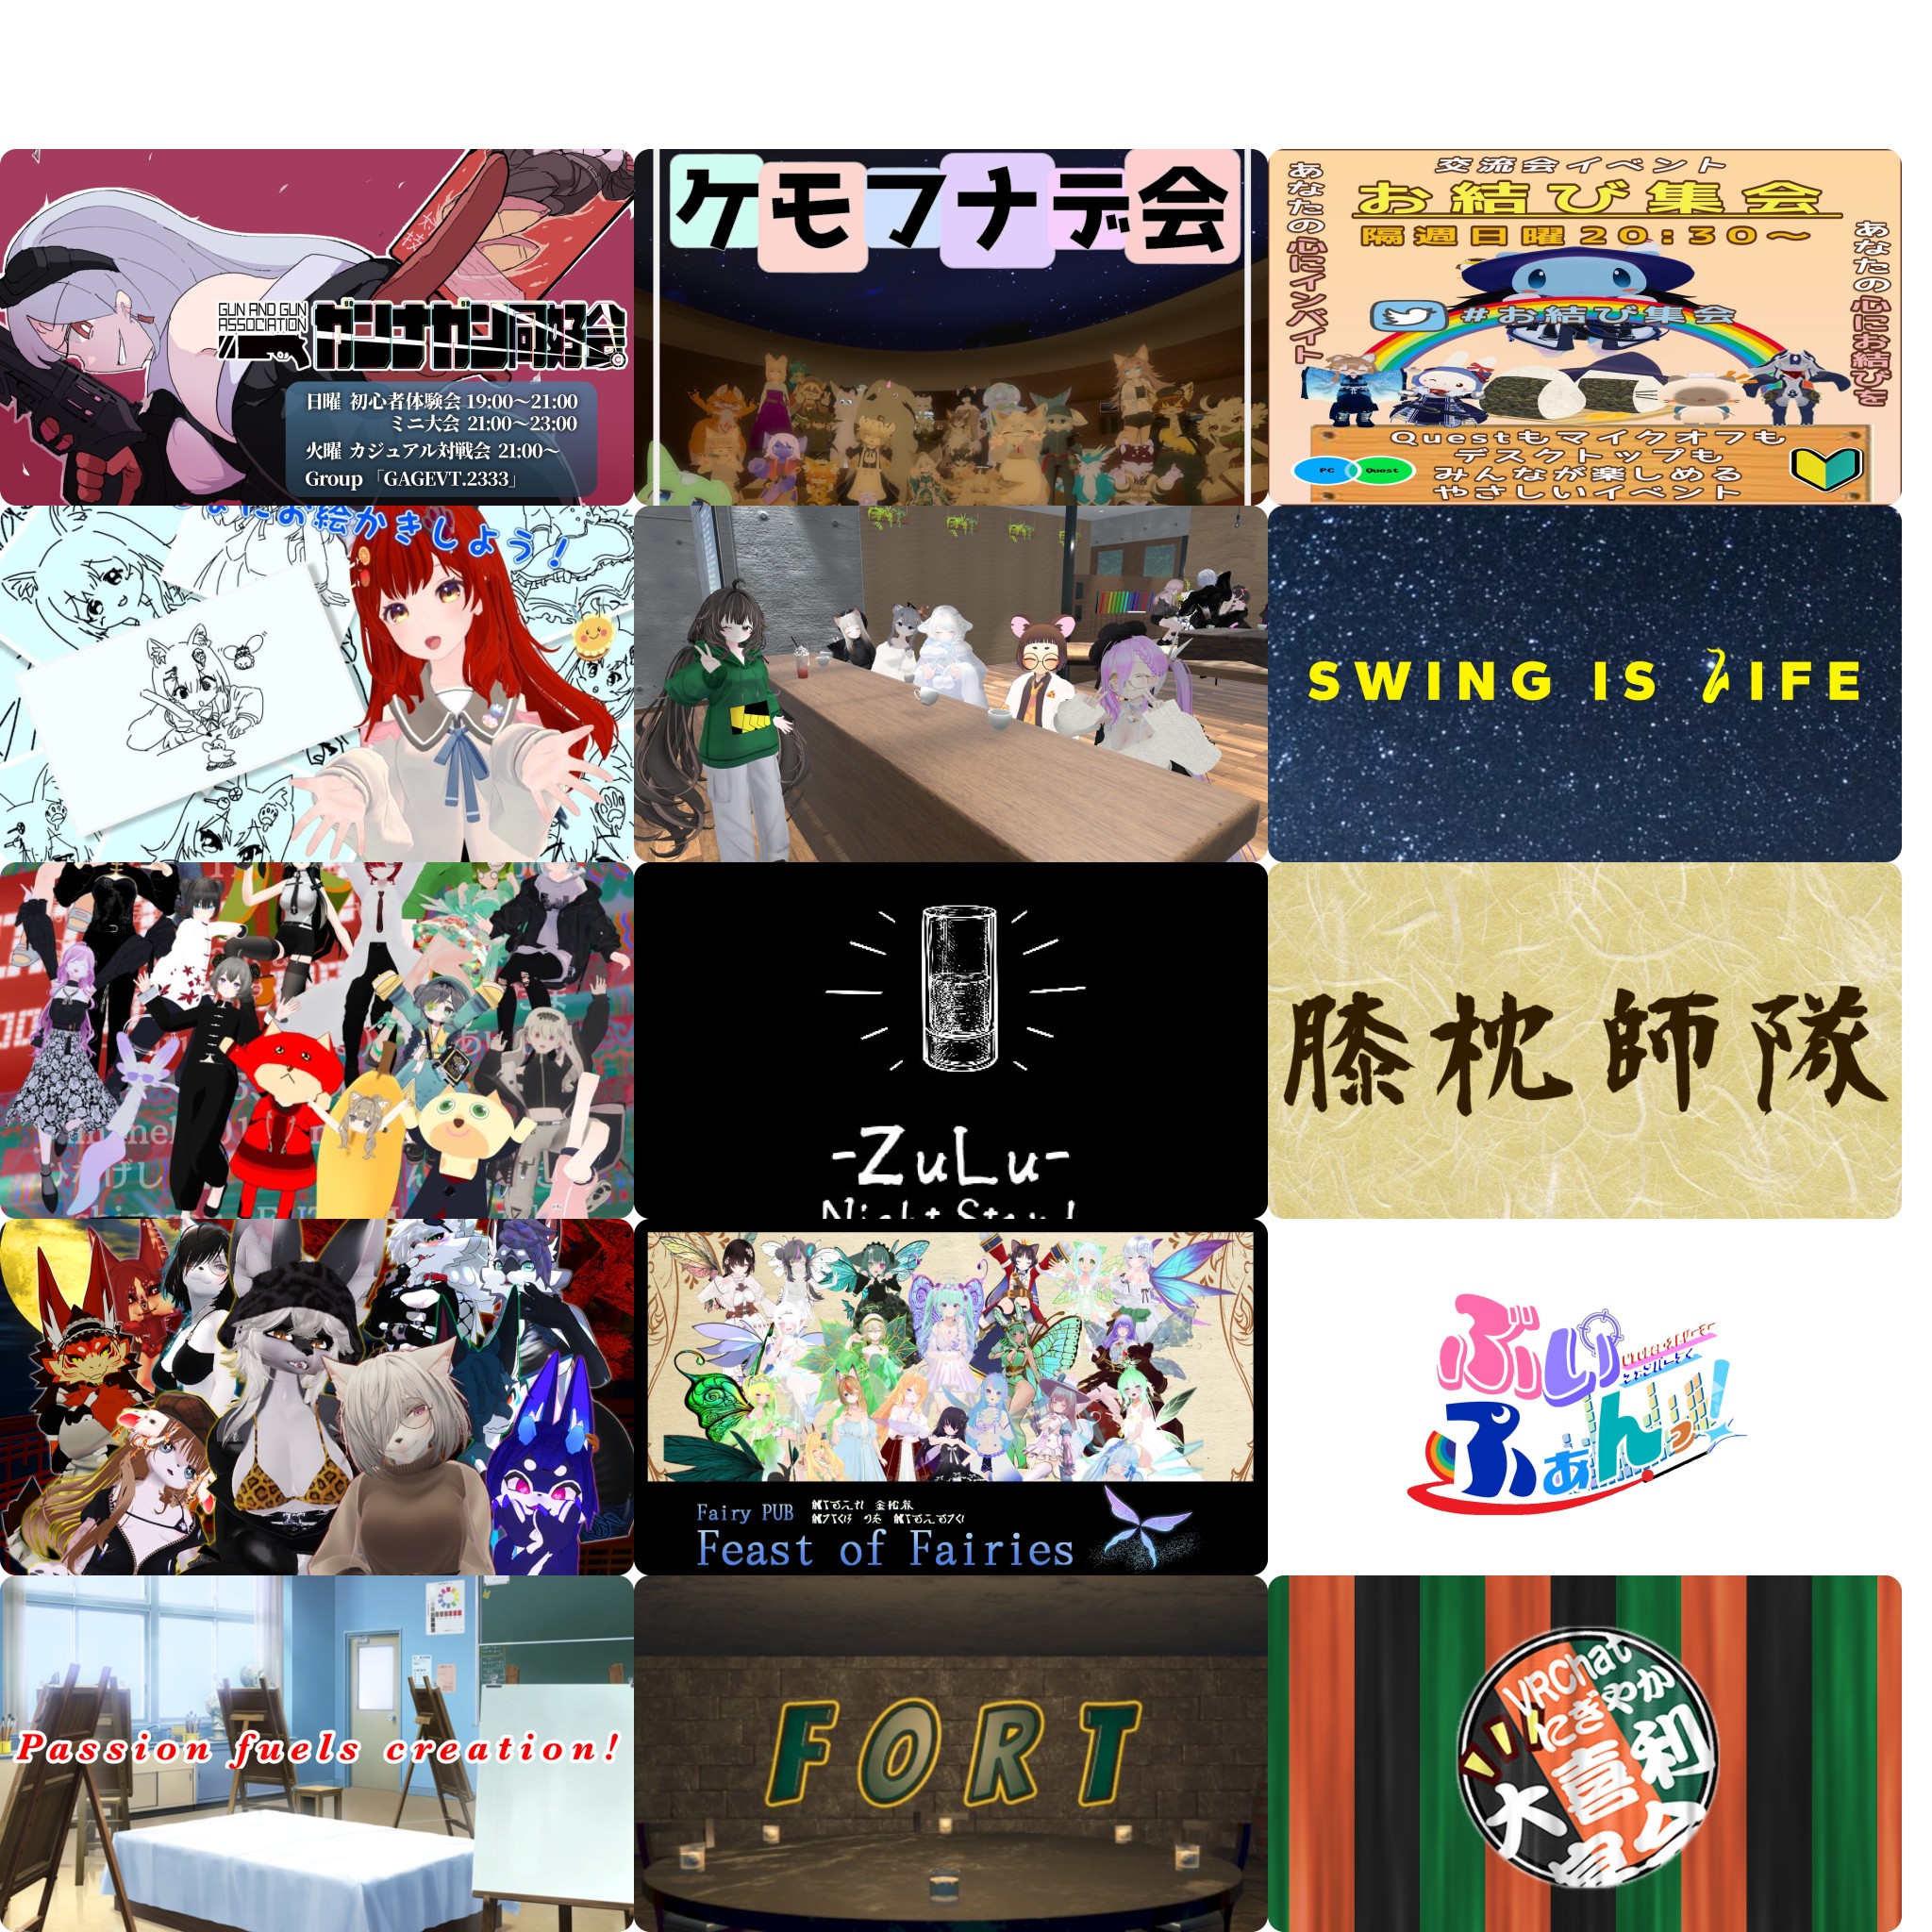 GUN AND GUN
ASSOCIATION
ガンナガン同好会
日曜 初心者体験会 19:00〜21:00
ミニ大会 21:00〜23:00
火曜 カジュアル対戦会 21:00〜
Group「GAGEVT.2333」
ケモフナデ会
交流会イベント
お結び集会
隔週日曜20:30〜
#お結び集会
あなたの心にインバイト
あなたの心にお結びを
Questもマイクオフも
デスクトップも
みんなが楽しめる
やさしいイベント
PC
Quest
にお絵かきしよう!
SWING IS LIFE
-ZuLu-
膝枕師隊
Fairy PUB
Feast of Fairies
ぶい
ふぁんっ!
Passion fuels creation!
FORT
VRChat
にぎやか
大喜利